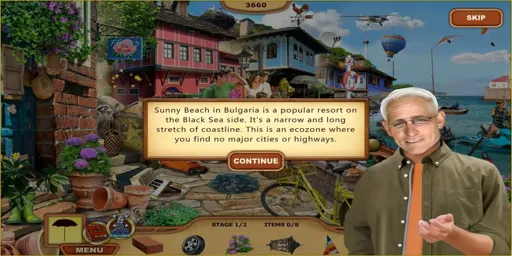 3660
SKIP
Sunny Beach in Bulgaria is a popular resort on
the Black Sea side. It's a narrow and long
stretch of coastline. This is an ecozone where
you find no major cities or highways.
CONTINUE
STAGE 1/2 ITEMS 0/8
MENU